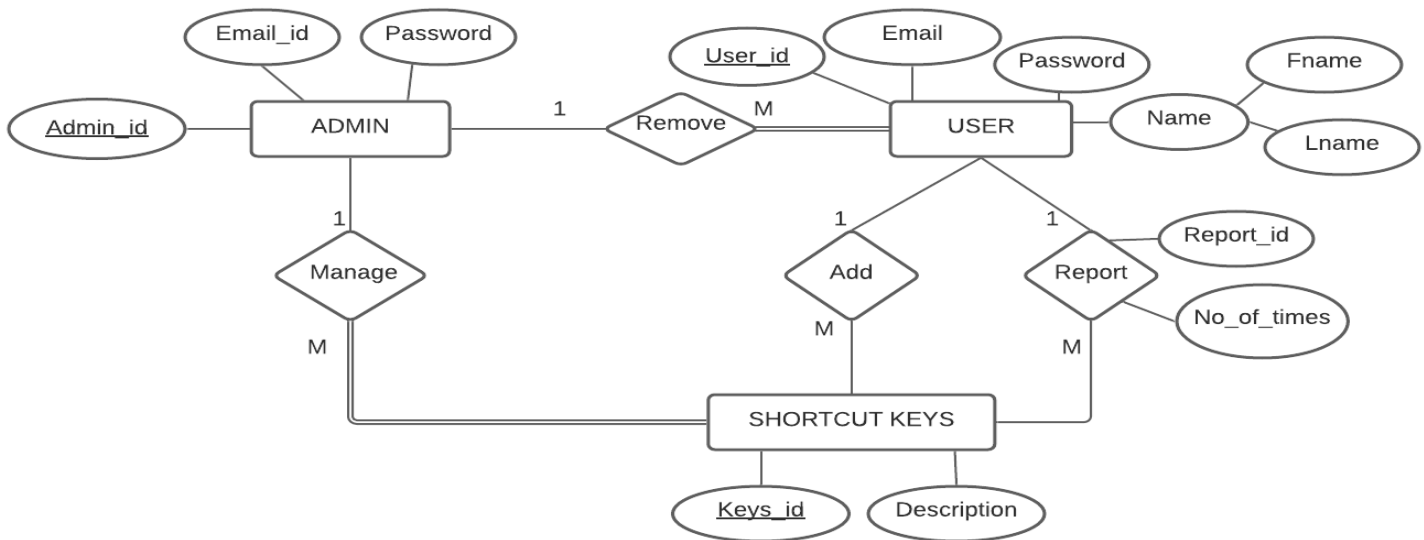 Email_id
Password
User_id
Email
Password
Fname
Admin_id
ADMIN
1
Remove
M
USER
Name
Lname
1
1
1
Report_id
Manage
Add
Report
No_of_times
M
M
M
SHORTCUT KEYS
Keys_id
Description